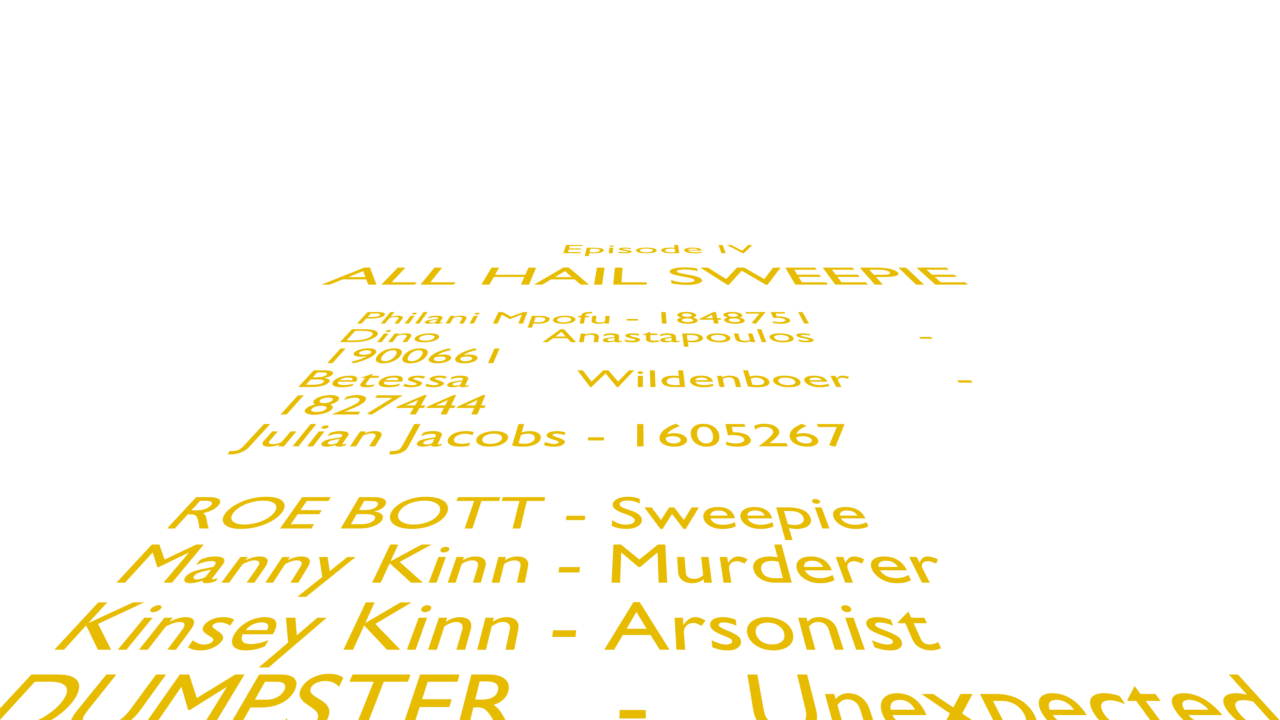 Episode IV
ALL HAIL SWEEPIE
Philani Mpofu - 1848751
Dino Anastapoulos -
1900661
Betessa Wildenboer -
1827444
Julian Jacobs - 1605267
ROE BOTT - Sweepie
Manny Kinn - Murderer
Kinsey Kinn - Arsonist
DUMPSTER - Unexpected